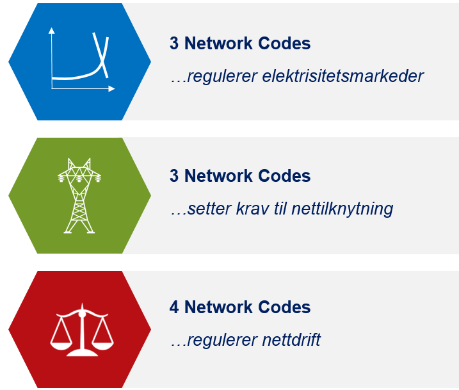 3 Network Codes
…regulerer elektrisitetsmarkeder
3 Network Codes
…setter krav til nettilknytning
4 Network Codes
…regulerer nettdrift